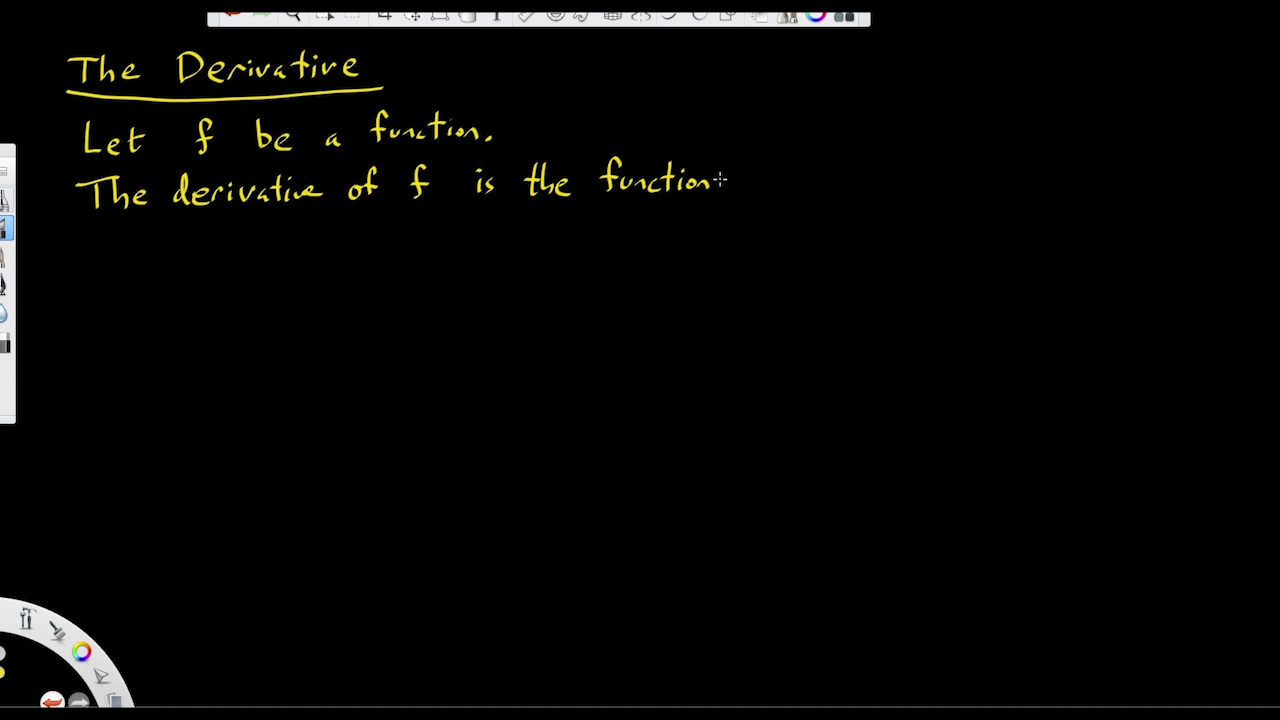 The Derivative
Let f be a function.
The derivative of f is the function